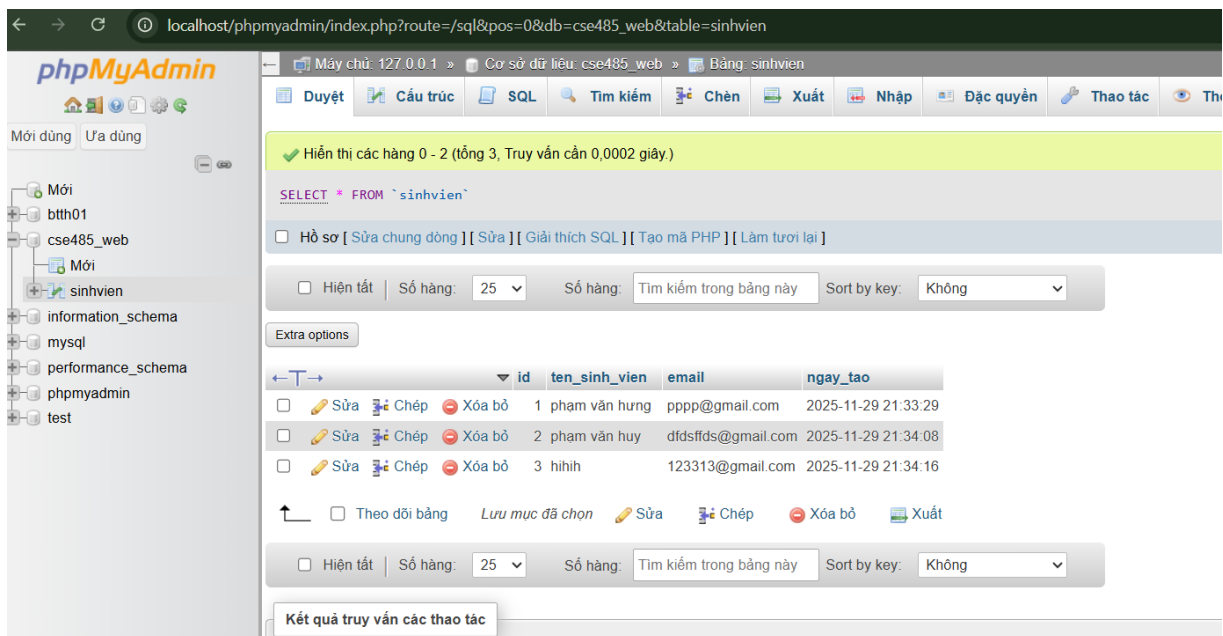 localhost/phpmyadmin/index.php?route=/sql&pos=0&db=cse485_web&table=sinhvien
phpMyAdmin
Mới dùng Ưa dùng
Mới
btth01
cse485_web
Mới
sinhvien
information_schema
mysql
performance_schema
phpmyadmin
test
Máy chủ: 127.0.0.1 » Cơ sở dữ liệu: cse485_web » Bảng: sinhvien
Duyệt Cấu trúc SQL Tìm kiếm Chèn Xuất Nhập Đặc quyền Thao tác
Hiển thị các hàng 0 - 2 (tổng 3, Truy vấn cần 0,0002 giây.)
SELECT * FROM `sinhvien`
Hồ sơ [ Sửa chung dòng ] [ Sửa ] [ Giải thích SQL ] [ Tạo mã PHP ] [ Làm tươi lại ]
Hiện tất Số hàng: 25 Số hàng: Tìm kiếm trong bảng này Sort by key: Không
Extra options
←T→ id ten_sinh_vien email ngay_tao
Sửa Chép Xóa bỏ 1 phạm văn hưng pppp@gmail.com 2025-11-29 21:33:29
Sửa Chép Xóa bỏ 2 phạm văn huy dfdsffds@gmail.com 2025-11-29 21:34:08
Sửa Chép Xóa bỏ 3 hihih 123313@gmail.com 2025-11-29 21:34:16
Theo dõi bảng Lưu mục đã chọn Sửa Chép Xóa bỏ Xuất
Hiện tất Số hàng: 25 Số hàng: Tìm kiếm trong bảng này Sort by key: Không
Kết quả truy vấn các thao tác